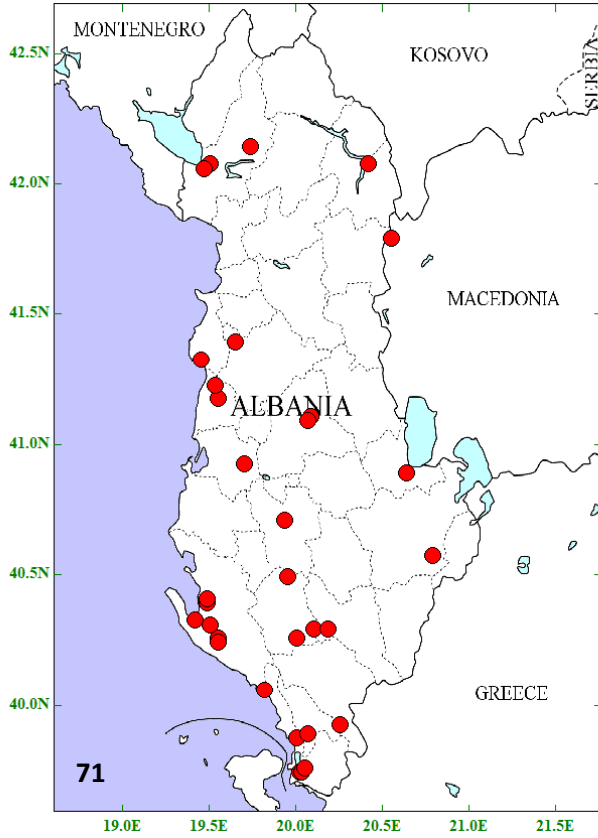 MONTENEGRO
KOSOVO
SERBIA
42.5N
42.0N
41.5N
MACEDONIA
ALBANIA
41.0N
40.5N
40.0N
GREECE
71
19.0E 19.5E 20.0E 20.5E 21.0E 21.5E